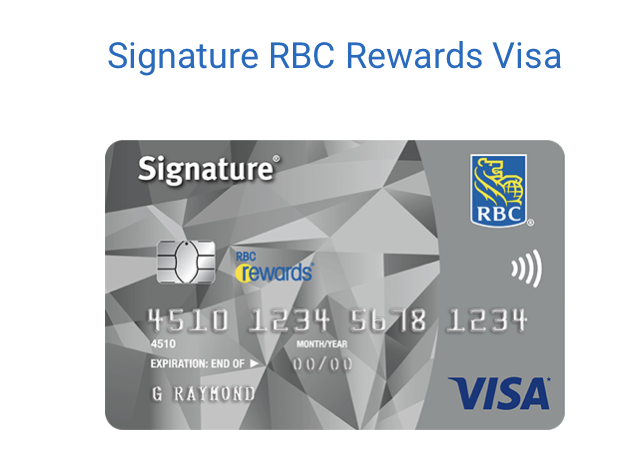 Signature RBC Rewards Visa
Signature®
RBC®
RBC
rewards®
4510 1234 5678 1234
4510
MONTH/YEAR
EXPIRATION: END OF ▶ 00/00
G RAYMOND
VISA